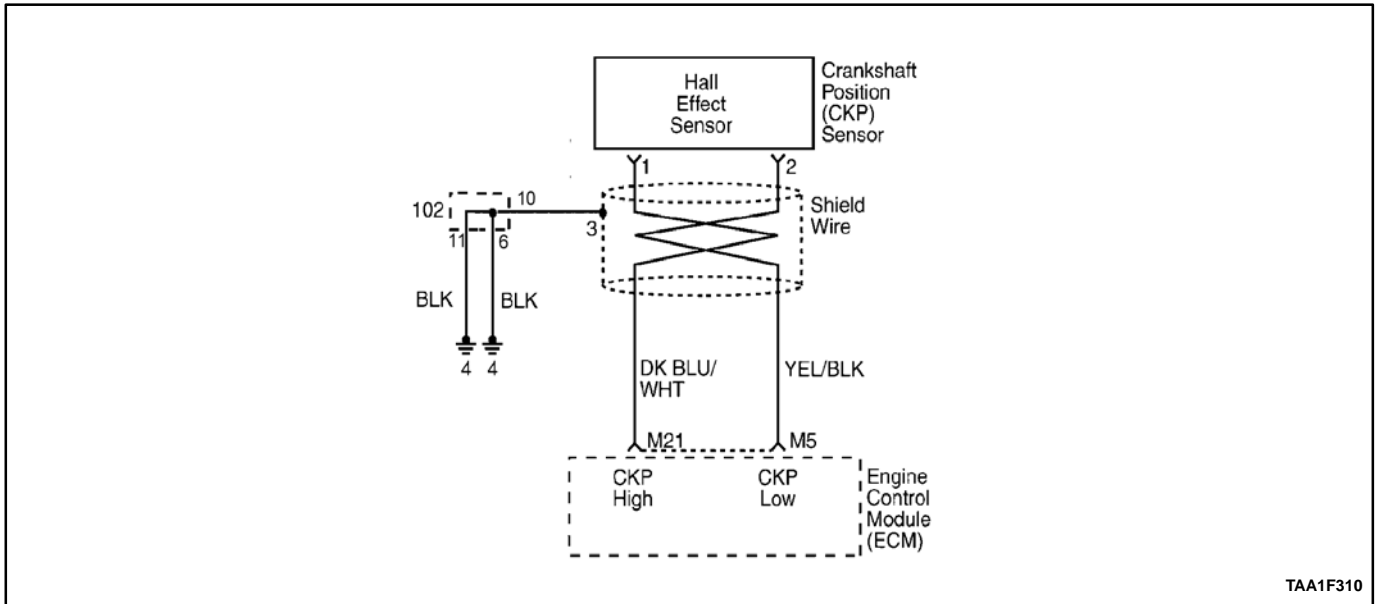 Hall
Effect
Sensor
Crankshaft
Position
(CKP)
Sensor
1
2
102
10
3
Shield
Wire
11
6
BLK
BLK
4
4
DK BLU/
WHT
YEL/BLK
M21
M5
CKP
High
CKP
Low
Engine
Control
Module
(ECM)
TAA1F310